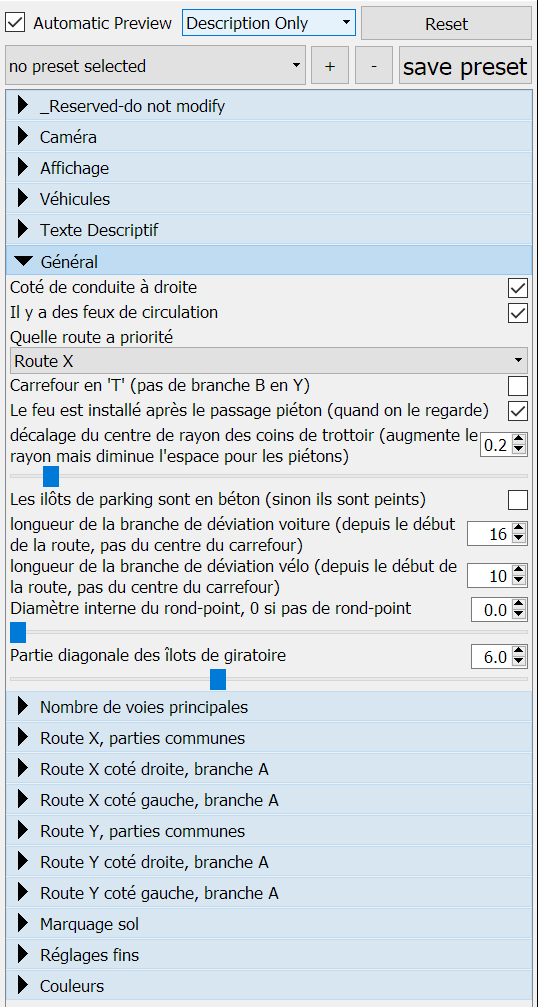 Automatic Preview Description Only Reset
no preset selected + - save preset
_Reserved-do not modify
Caméra
Affichage
Véhicules
Texte Descriptif
Général
Coté de conduite à droite
Il y a des feux de circulation
Quelle route a priorité
Route X
Carrefour en 'T' (pas de branche B en Y)
Le feu est installé après le passage piéton (quand on le regarde)
décalage du centre de rayon des coins de trottoir (augmente le
rayon mais diminue l'espace pour les piétons) 0.2
Les ilôts de parking sont en béton (sinon ils sont peints)
longueur de la branche de déviation voiture (depuis le début
de la route, pas du centre du carrefour) 16
longueur de la branche de déviation vélo (depuis le début de
la route, pas du centre du carrefour) 10
Diamètre interne du rond-point, 0 si pas de rond-point 0.0
Partie diagonale des îlots de giratoire 6.0
Nombre de voies principales
Route X, parties communes
Route X coté droite, branche A
Route X coté gauche, branche A
Route Y, parties communes
Route Y coté droite, branche A
Route Y coté gauche, branche A
Marquage sol
Réglages fins
Couleurs